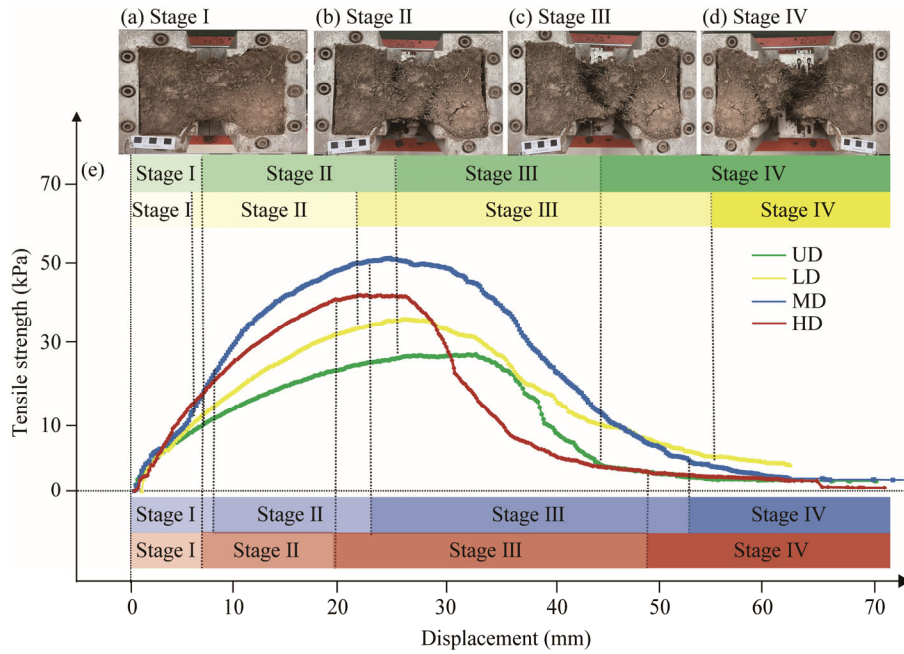 (a) Stage I
(b) Stage II
(c) Stage III
(d) Stage IV
(e)
Stage I
Stage II
Stage III
Stage IV
Stage I
Stage II
Stage III
Stage IV
70
50
30
10
0
Tensile strength (kPa)
UD
LD
MD
HD
Stage I
Stage II
Stage III
Stage IV
Stage I
Stage II
Stage III
Stage IV
0 10 20 30 40 50 60 70
Displacement (mm)